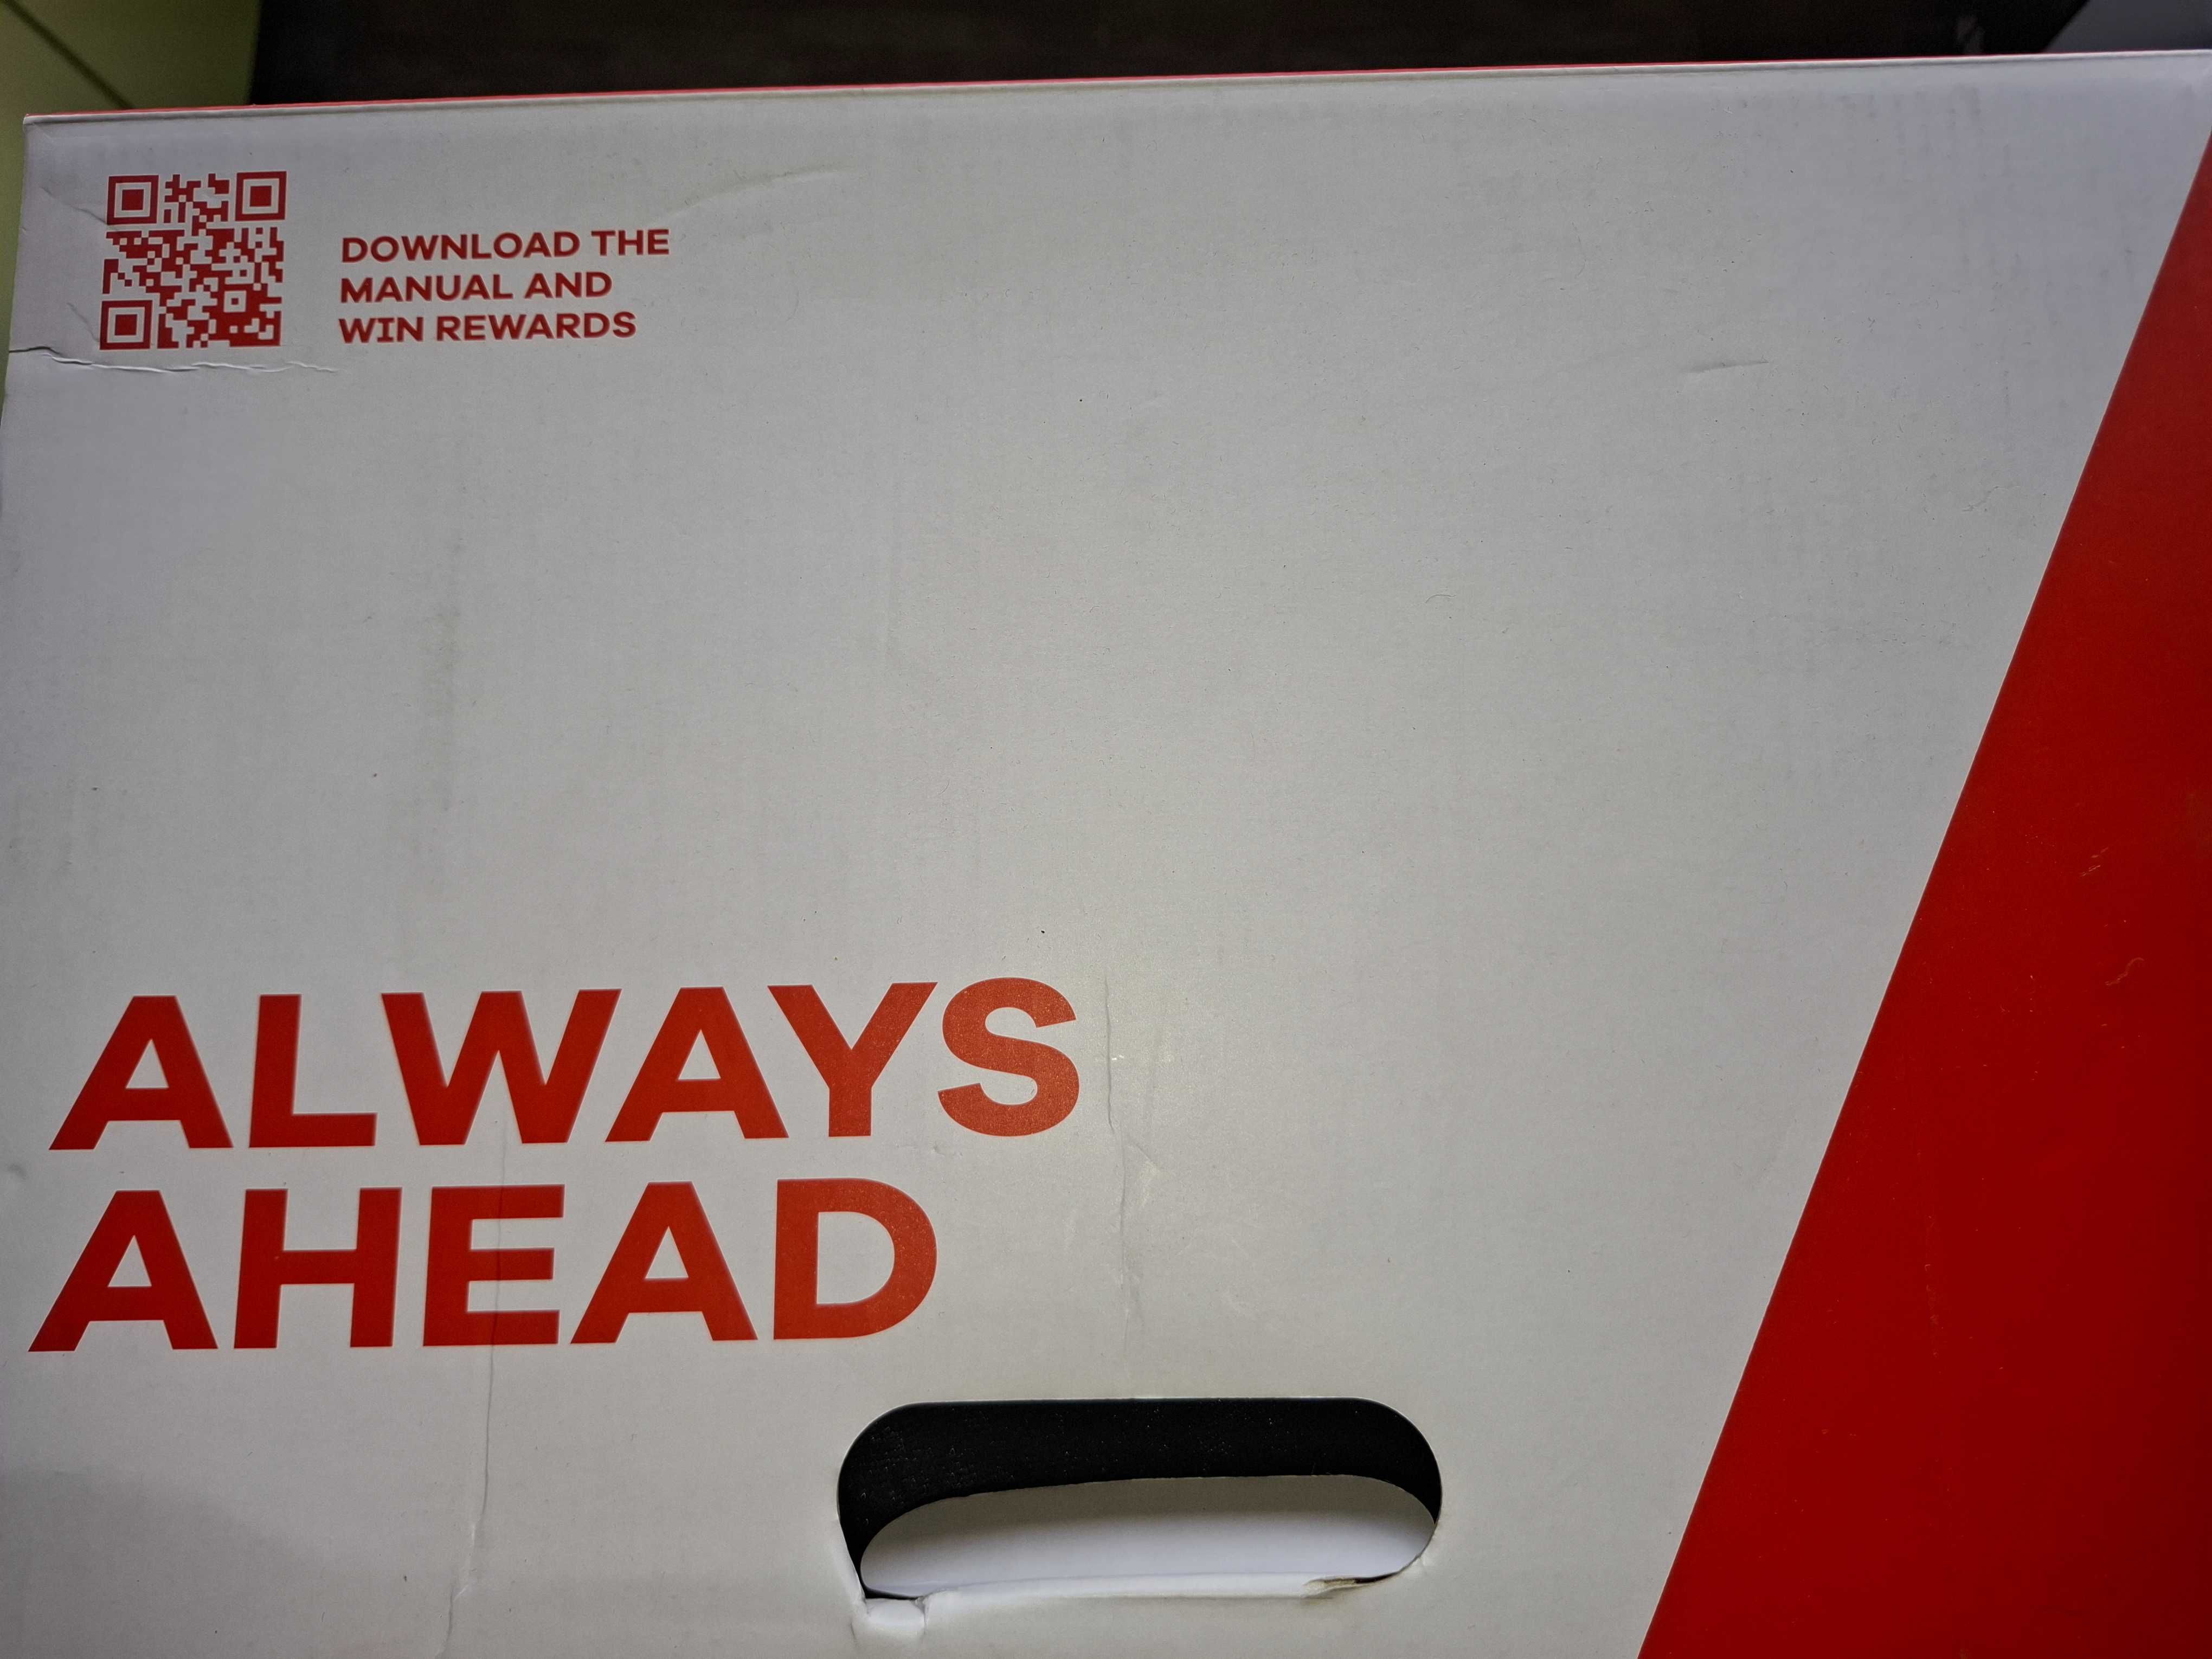 DOWNLOAD THE
MANUAL AND
WIN REWARDS
ALWAYS
AHEAD